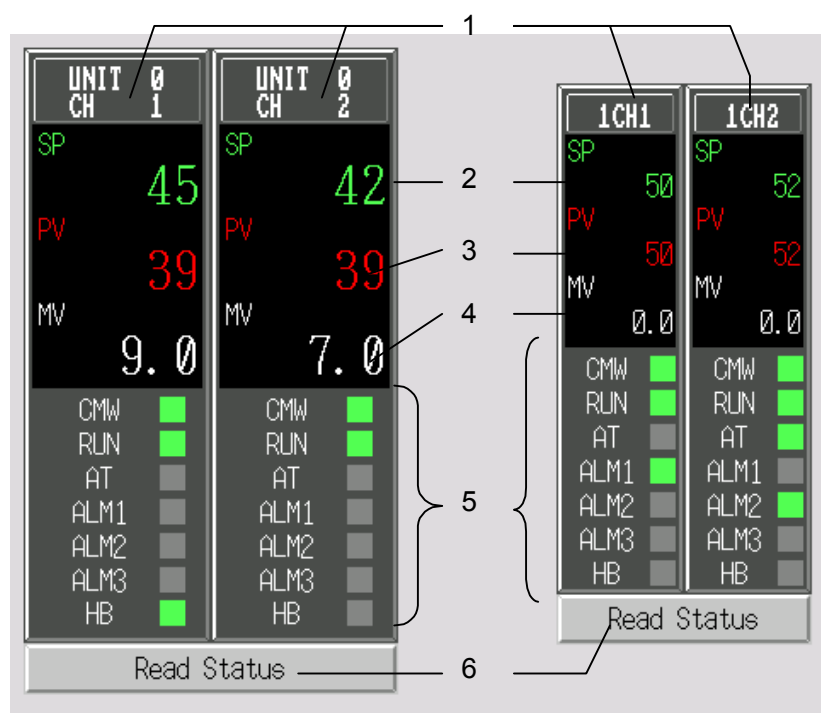 1
UNIT 0
CH 1
UNIT 0
CH 2
SP
45
PV
39
MV
9.0
SP
42
PV
39
MV
7.0
CMW
RUN
AT
ALM1
ALM2
ALM3
HB
CMW
RUN
AT
ALM1
ALM2
ALM3
HB
Read Status
2
3
4
5
6
1CH1
1CH2
SP
50
PV
50
MV
0.0
SP
52
PV
52
MV
0.0
CMW
RUN
AT
ALM1
ALM2
ALM3
HB
CMW
RUN
AT
ALM1
ALM2
ALM3
HB
Read Status